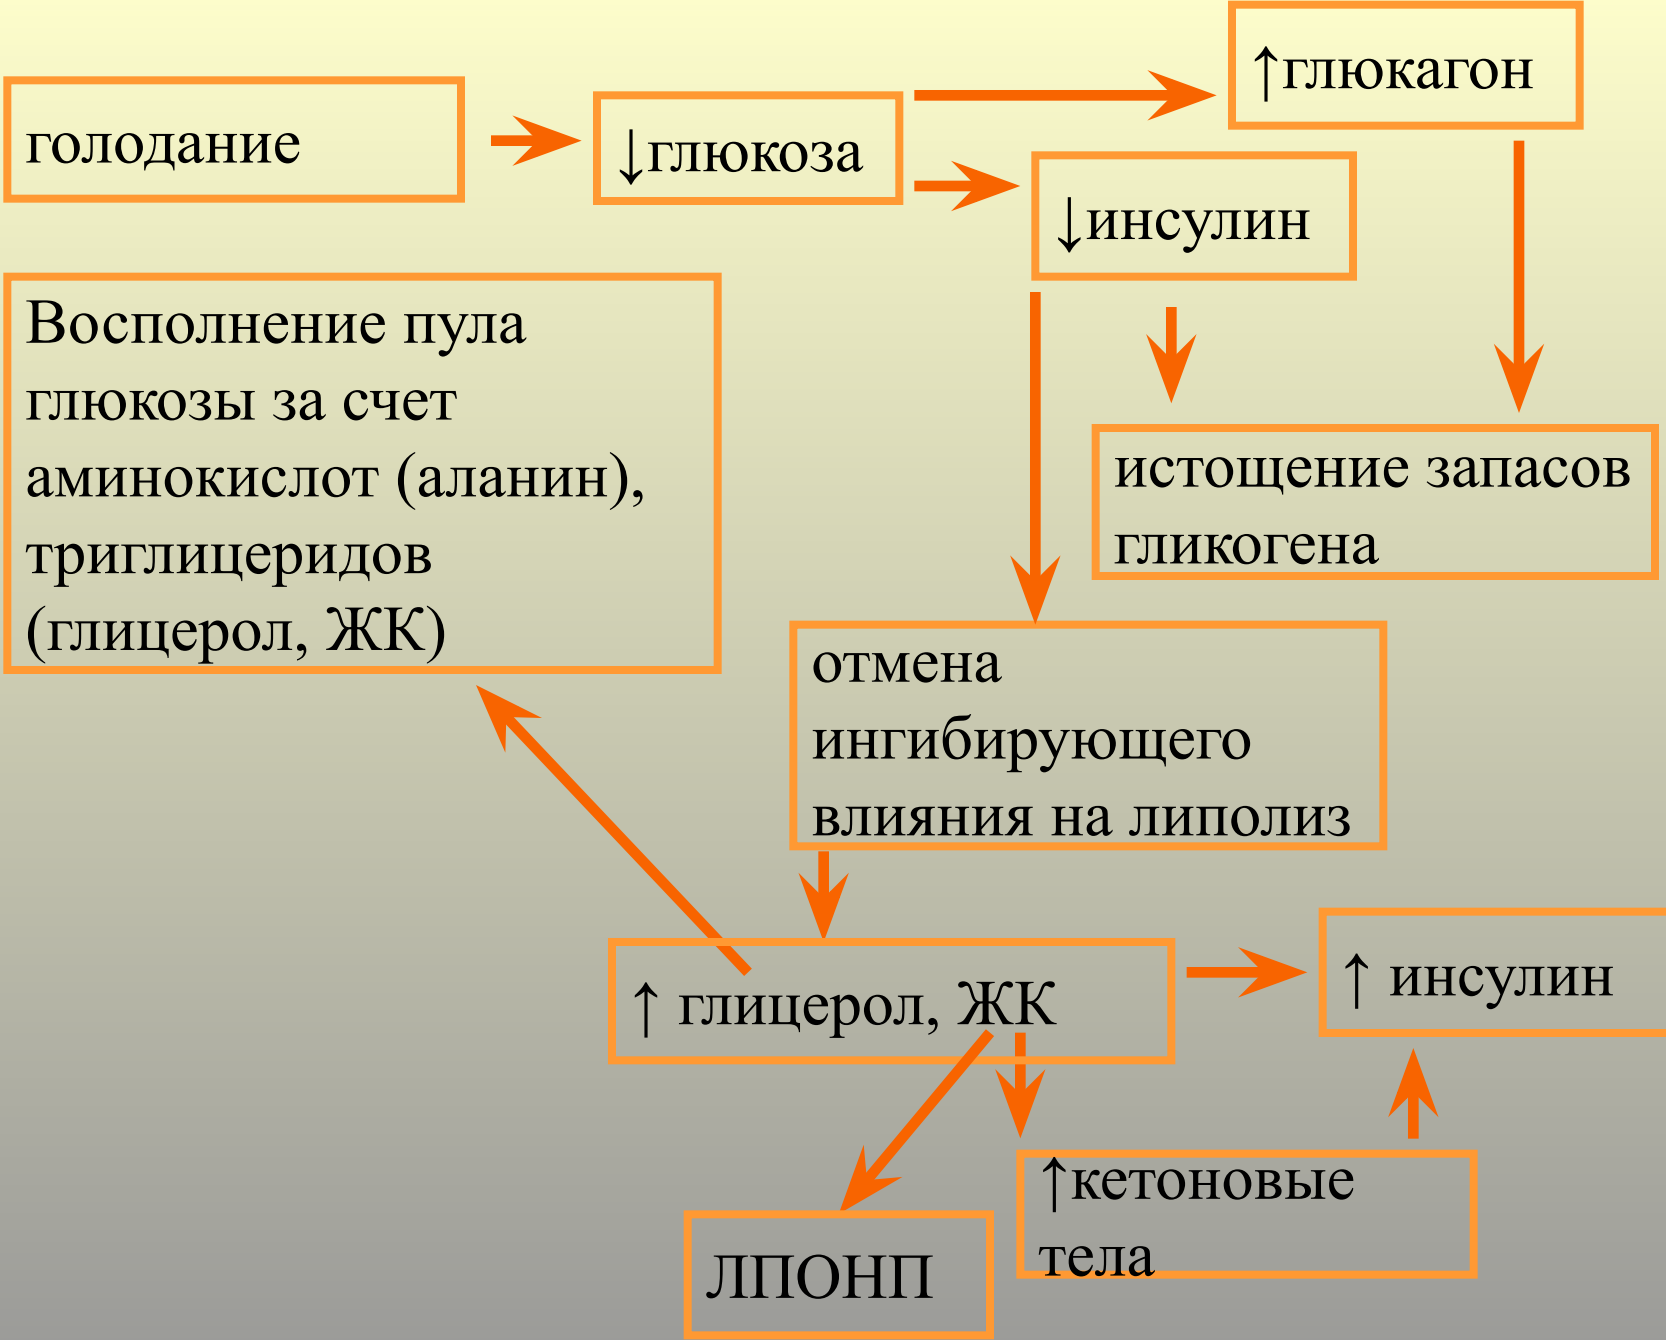 ↑глюкагон
голодание
↓глюкоза
↓инсулин
Восполнение пула
глюкозы за счет
аминокислот (аланин),
триглицеридов
(глицерол, ЖК)
истощение запасов
гликогена
отмена
ингибирующего
влияния на липолиз
↑ глицерол, ЖК
↑ инсулин
↑кетоновые
тела
ЛПОНП